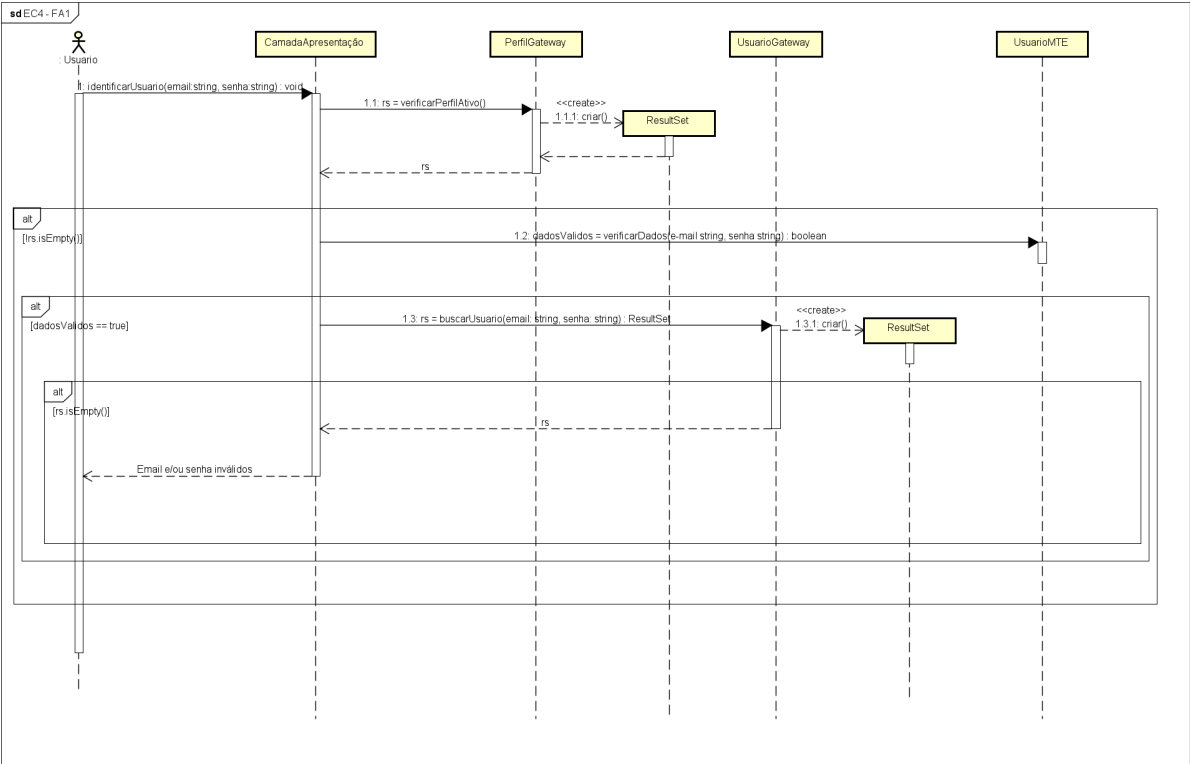 sd EC4 - FA1
: Usuario
CamadaApresentação
PerfilGateway
UsuarioGateway
UsuarioMTE
1: identificarUsuario(email:string, senha:string) : void
1.1: rs = verificarPerfilAtivo()
<<create>>
1.1.1: criar()
ResultSet
rs
alt
[!rs.isEmpty()]
1.2: dadosValidos = verificarDados(e-mail string, senha string) : boolean
alt
[dadosValidos == true]
1.3: rs = buscarUsuario(email: string, senha: string) : ResultSet
<<create>>
1.3.1: criar()
ResultSet
alt
[rs.isEmpty()]
rs
Email e/ou senha inválidos